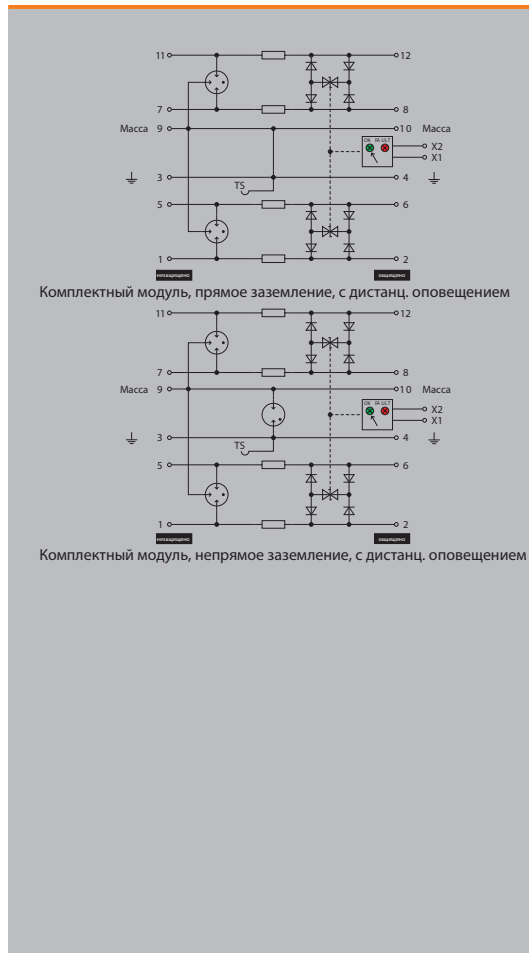 11 12
7 8
Масса 9 10 Масса
OK FAULT
X2
X1
3 4
TS
5 6
1 2
незащищено защищено
Комплектный модуль, прямое заземление, с дистанц. оповещением
11 12
7 8
Масса 9 10 Масса
OK FAULT
X2
X1
3 4
TS
5 6
1 2
незащищено защищено
Комплектный модуль, непрямое заземление, с дистанц. оповещением